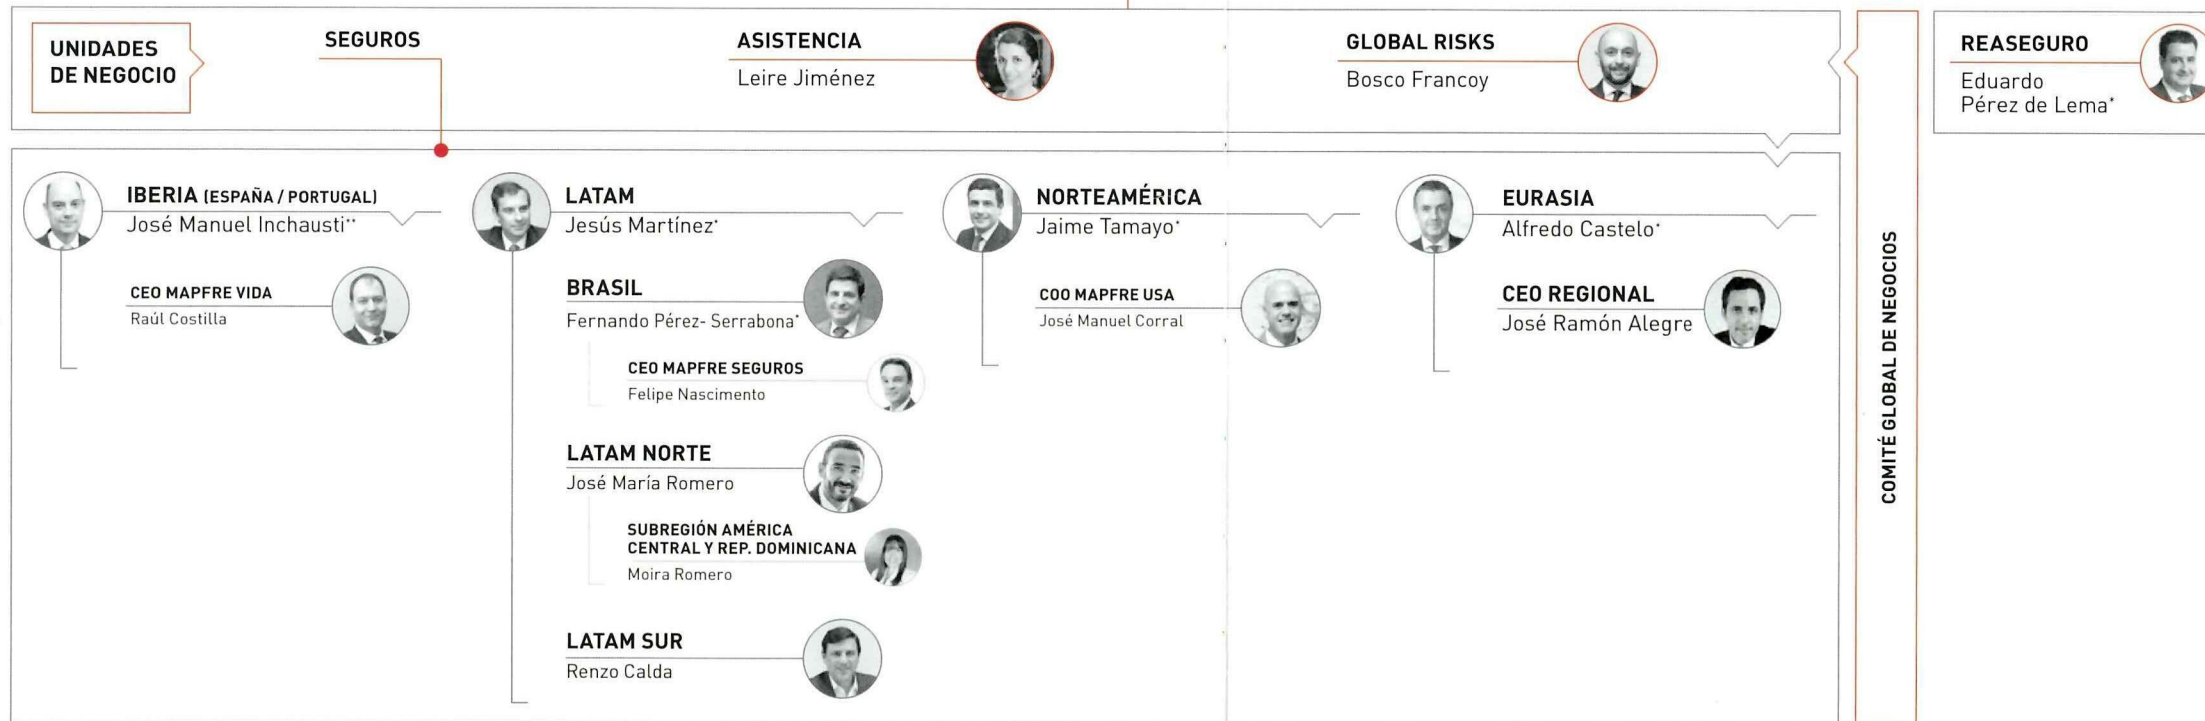 UNIDADES
DE NEGOCIO
SEGUROS
ASISTENCIA
Leire Jiménez
GLOBAL RISKS
Bosco Francoy
REASEGURO
Eduardo
Pérez de Lema*
IBERIA (ESPAÑA / PORTUGAL)
José Manuel Inchausti**
CEO MAPFRE VIDA
Raúl Costilla
LATAM
Jesús Martínez*
BRASIL
Fernando Pérez- Serrabona*
CEO MAPFRE SEGUROS
Felipe Nascimento
LATAM NORTE
José María Romero
SUBREGIÓN AMÉRICA
CENTRAL Y REP. DOMINICANA
Moira Romero
LATAM SUR
Renzo Calda
NORTEAMÉRICA
Jaime Tamayo*
COO MAPFRE USA
José Manuel Corral
EURASIA
Alfredo Castelo*
CEO REGIONAL
José Ramón Alegre
COMITÉ GLOBAL DE NEGOCIOS